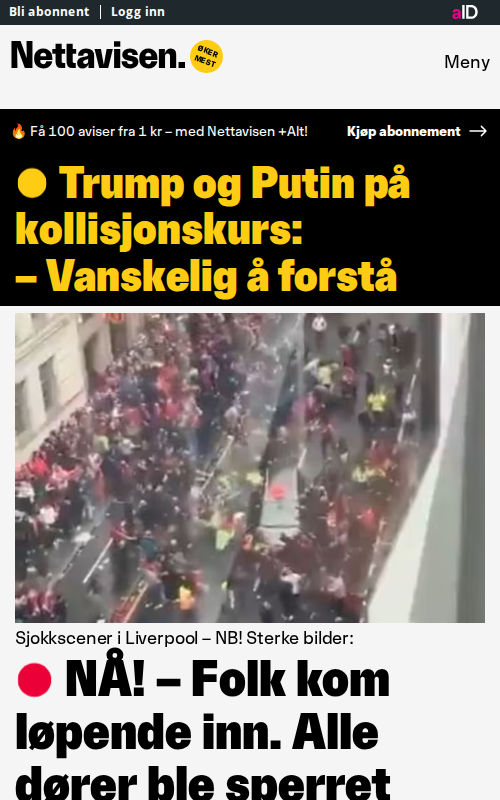 Bli abonnent | Logg inn
aID
Nettavisen.
ØKER
MEST
Meny
Få 100 aviser fra 1 kr – med Nettavisen +Alt!
Kjøp abonnement
Trump og Putin på
kollisjonskurs:
– Vanskelig å forstå
Sjokkscener i Liverpool – NB! Sterke bilder:
NÅ! – Folk kom
løpende inn. Alle
dører ble sperret